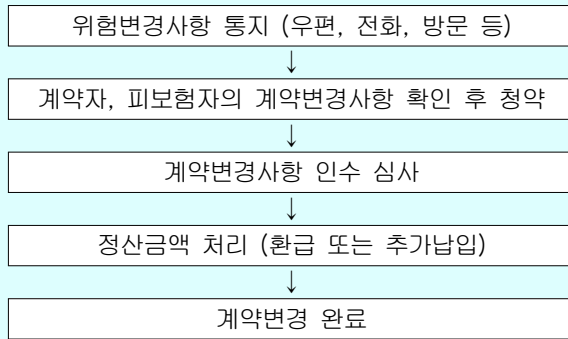 위험변경사항 통지 (우편, 전화, 방문 등)
↓
계약자, 피보험자의 계약변경사항 확인 후 청약
↓
계약변경사항 인수 심사
↓
정산금액 처리 (환급 또는 추가납입)
↓
계약변경 완료